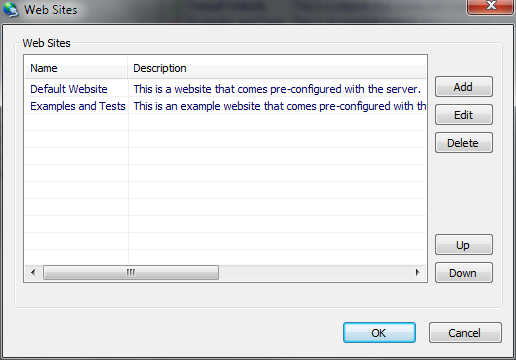 Web Sites
Web Sites
Name Description
Default Website This is a website that comes pre-configured with the server.
Examples and Tests This is an example website that comes pre-configured with th
Add
Edit
Delete
Up
Down
OK Cancel